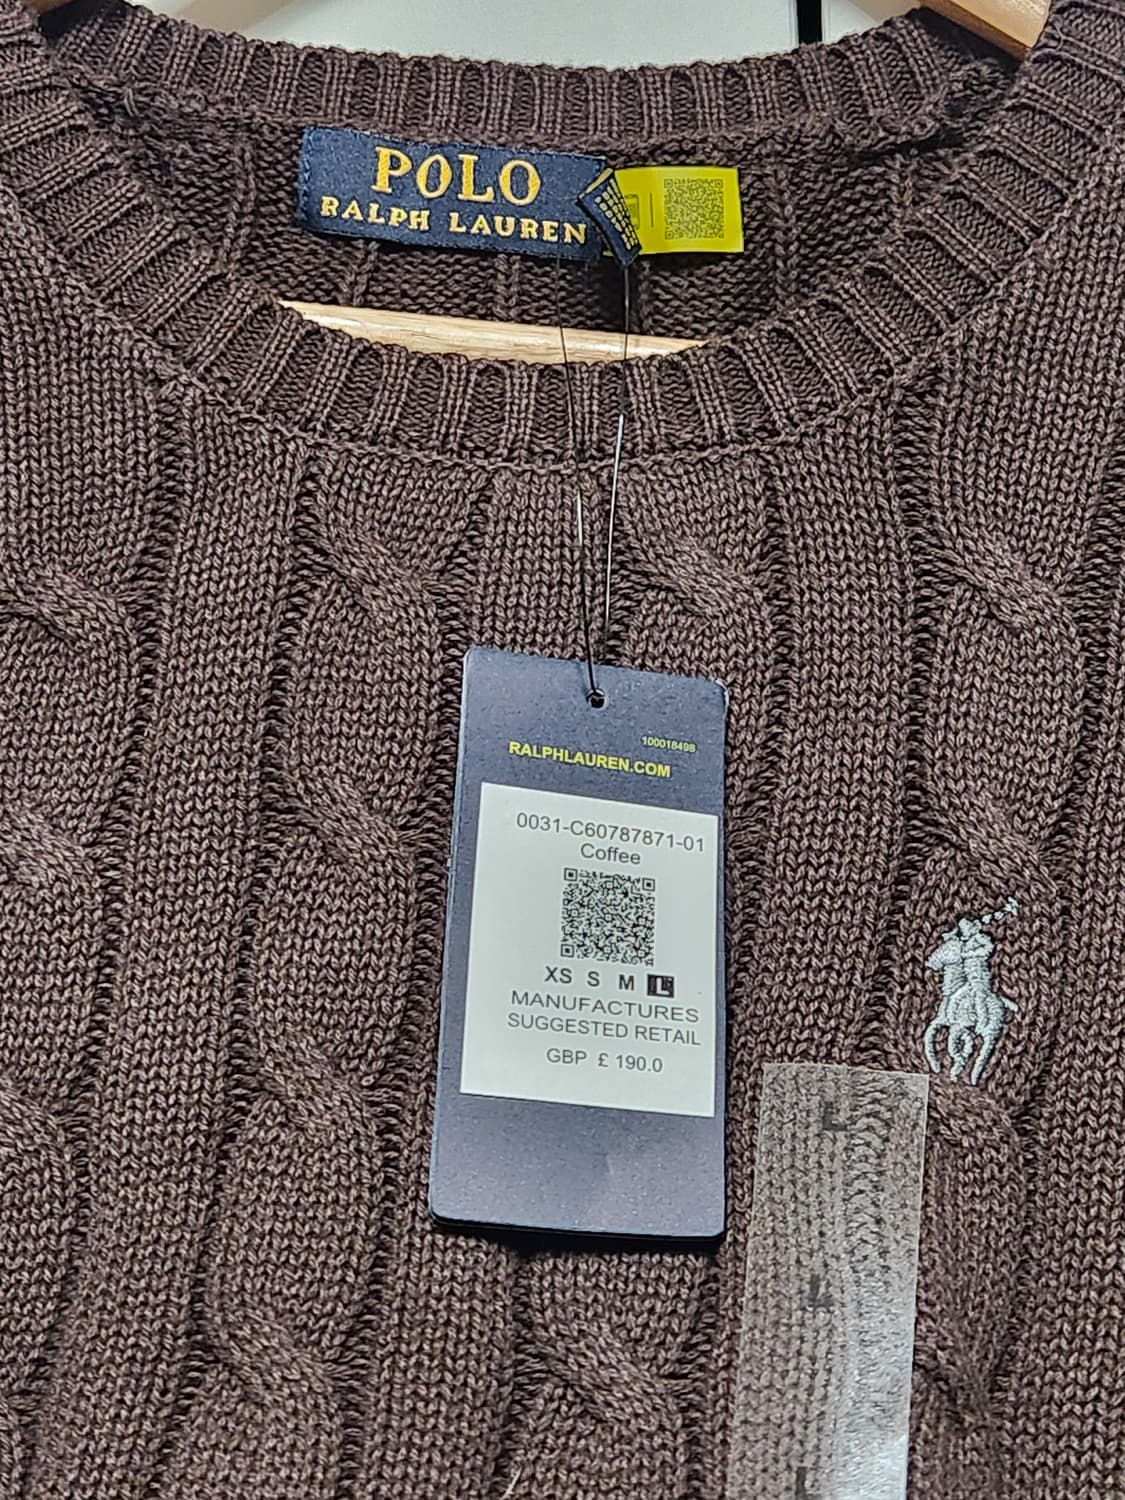 POLO
RALPH LAUREN
100018498
RALPHLAUREN.COM
0031-C60787871-01
Coffee
XS S M L
MANUFACTURES
SUGGESTED RETAIL
GBP £ 190.0
L
L
L